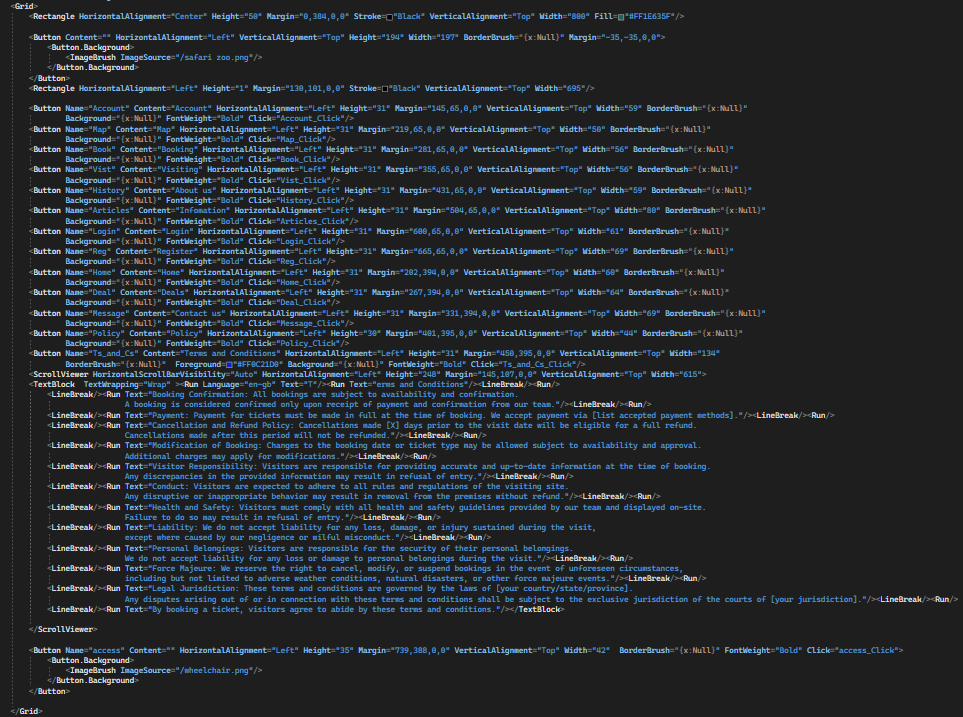 <Grid>
<Rectangle HorizontalAlignment="Center" Height="50" Margin="0,384,0,0" Stroke="Black" VerticalAlignment="Top" Width="800" Fill="#FF1E635F"/>
<Button Content="" HorizontalAlignment="Left" VerticalAlignment="Top" Height="194" Width="197" BorderBrush="{x:Null}" Margin="-35,-35,0,0">
<Button.Background>
<ImageBrush ImageSource="/safari zoo.png"/>
</Button.Background>
</Button>
<Rectangle HorizontalAlignment="Left" Height="1" Margin="130,101,0,0" Stroke="Black" VerticalAlignment="Top" Width="695"/>
<Button Name="Account" Content="Account" HorizontalAlignment="Left" Height="31" Margin="145,65,0,0" VerticalAlignment="Top" Width="59" BorderBrush="{x:Null}"
Background="{x:Null}" FontWeight="Bold" Click="Account_Click"/>
<Button Name="Map" Content="Map" HorizontalAlignment="Left" Height="31" Margin="219,65,0,0" VerticalAlignment="Top" Width="50" BorderBrush="{x:Null}"
Background="{x:Null}" FontWeight="Bold" Click="Map_Click"/>
<Button Name="Book" Content="Booking" HorizontalAlignment="Left" Height="31" Margin="281,65,0,0" VerticalAlignment="Top" Width="56" BorderBrush="{x:Null}"
Background="{x:Null}" FontWeight="Bold" Click="Book_Click"/>
<Button Name="Vist" Content="Visiting" HorizontalAlignment="Left" Height="31" Margin="355,65,0,0" VerticalAlignment="Top" Width="56" BorderBrush="{x:Null}"
Background="{x:Null}" FontWeight="Bold" Click="Vist_Click"/>
<Button Name="History" Content="About us" HorizontalAlignment="Left" Height="31" Margin="431,65,0,0" VerticalAlignment="Top" Width="59" BorderBrush="{x:Null}"
Background="{x:Null}" FontWeight="Bold" Click="History_Click"/>
<Button Name="Articles" Content="Infomation" HorizontalAlignment="Left" Height="31" Margin="504,65,0,0" VerticalAlignment="Top" Width="80" BorderBrush="{x:Null}"
Background="{x:Null}" FontWeight="Bold" Click="Articles_Click"/>
<Button Name="Login" Content="Login" HorizontalAlignment="Left" Height="31" Margin="600,65,0,0" VerticalAlignment="Top" Width="61" BorderBrush="{x:Null}"
Background="{x:Null}" FontWeight="Bold" Click="Login_Click"/>
<Button Name="Reg" Content="Register" HorizontalAlignment="Left" Height="31" Margin="665,65,0,0" VerticalAlignment="Top" Width="69" BorderBrush="{x:Null}"
Background="{x:Null}" FontWeight="Bold" Click="Reg_Click"/>
<Button Name="Home" Content="Home" HorizontalAlignment="Left" Height="31" Margin="202,394,0,0" VerticalAlignment="Top" Width="60" BorderBrush="{x:Null}"
Background="{x:Null}" FontWeight="Bold" Click="Home_Click"/>
<Button Name="Deal" Content="Deals" HorizontalAlignment="Left" Height="31" Margin="267,394,0,0" VerticalAlignment="Top" Width="64" BorderBrush="{x:Null}"
Background="{x:Null}" FontWeight="Bold" Click="Deal_Click"/>
<Button Name="Message" Content="Contact us" HorizontalAlignment="Left" Height="31" Margin="331,394,0,0" VerticalAlignment="Top" Width="69" BorderBrush="{x:Null}"
Background="{x:Null}" FontWeight="Bold" Click="Message_Click"/>
<Button Name="Policy" Content="Policy" HorizontalAlignment="Left" Height="30" Margin="401,395,0,0" VerticalAlignment="Top" Width="44" BorderBrush="{x:Null}"
Background="{x:Null}" FontWeight="Bold" Click="Policy_Click"/>
<Button Name="Ts_and_Cs" Content="Terms and Conditions" HorizontalAlignment="Left" Height="31" Margin="450,395,0,0" VerticalAlignment="Top" Width="134"
BorderBrush="{x:Null}" Foreground="#FF0C21D0" Background="{x:Null}" FontWeight="Bold" Click="Ts_and_Cs_Click"/>
<ScrollViewer HorizontalScrollBarVisibility="Auto" HorizontalAlignment="Left" Height="248" Margin="145,107,0,0" VerticalAlignment="Top" Width="615">
<TextBlock TextWrapping="Wrap" ><Run Language="en-gb" Text="T"/><Run Text="erms and Conditions"/><LineBreak/><Run/>
<LineBreak/><Run Text="Booking Confirmation: All bookings are subject to availability and confirmation.
A booking is considered confirmed only upon receipt of payment and confirmation from our team."/><LineBreak/><Run/>
<LineBreak/><Run Text="Payment: Payment for tickets must be made in full at the time of booking. We accept payment via [list accepted payment methods]."/><LineBreak/><Run/>
<LineBreak/><Run Text="Cancellation and Refund Policy: Cancellations made [X] days prior to the visit date will be eligible for a full refund.
Cancellations made after this period will not be refunded."/><LineBreak/><Run/>
<LineBreak/><Run Text="Modification of Booking: Changes to the booking date or ticket type may be allowed subject to availability and approval.
Additional charges may apply for modifications."/><LineBreak/><Run/>
<LineBreak/><Run Text="Visitor Responsibility: Visitors are responsible for providing accurate and up-to-date information at the time of booking.
Any discrepancies in the provided information may result in refusal of entry."/><LineBreak/><Run/>
<LineBreak/><Run Text="Conduct: Visitors are expected to adhere to all rules and regulations of the visiting site.
Any disruptive or inappropriate behavior may result in removal from the premises without refund."/><LineBreak/><Run/>
<LineBreak/><Run Text="Health and Safety: Visitors must comply with all health and safety guidelines provided by our team and displayed on-site.
Failure to do so may result in refusal of entry."/><LineBreak/><Run/>
<LineBreak/><Run Text="Liability: We do not accept liability for any loss, damage, or injury sustained during the visit,
except where caused by our negligence or wilful misconduct."/><LineBreak/><Run/>
<LineBreak/><Run Text="Personal Belongings: Visitors are responsible for the security of their personal belongings.
We do not accept liability for any loss or damage to personal belongings during the visit."/><LineBreak/><Run/>
<LineBreak/><Run Text="Force Majeure: We reserve the right to cancel, modify, or suspend bookings in the event of unforeseen circumstances,
including but not limited to adverse weather conditions, natural disasters, or other force majeure events."/><LineBreak/><Run/>
<LineBreak/><Run Text="Legal Jurisdiction: These terms and conditions are governed by the laws of [your country/state/province].
Any disputes arising out of or in connection with these terms and conditions shall be subject to the exclusive jurisdiction of the courts of [your jurisdiction]."/><LineBreak/><Run/>
<LineBreak/><Run Text="By booking a ticket, visitors agree to abide by these terms and conditions."/></TextBlock>
</ScrollViewer>
<Button Name="access" Content="" HorizontalAlignment="Left" Height="35" Margin="739,388,0,0" VerticalAlignment="Top" Width="42" BorderBrush="{x:Null}" FontWeight="Bold" Click="access_Click">
<Button.Background>
<ImageBrush ImageSource="/wheelchair.png"/>
</Button.Background>
</Button>
</Grid>